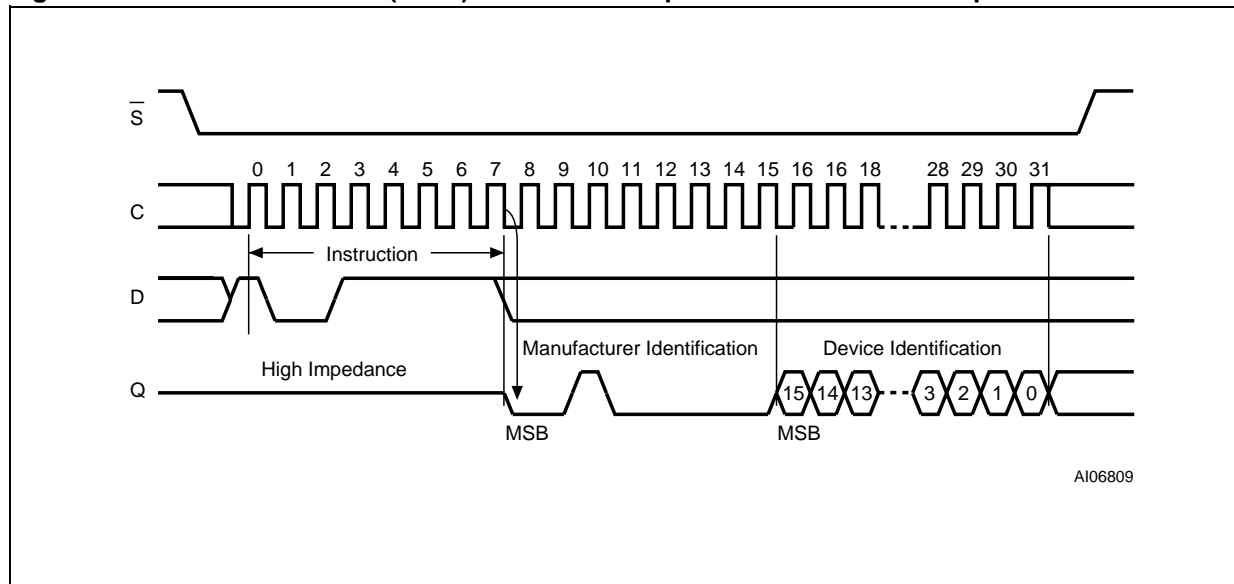 S
0 1 2 3 4 5 6 7 8 9 10 11 12 13 14 15 16 16 18 28 29 30 31
C
Instruction
D
Manufacturer Identification Device Identification
High Impedance
Q 15 14 13 3 2 1 0
MSB MSB
AI06809